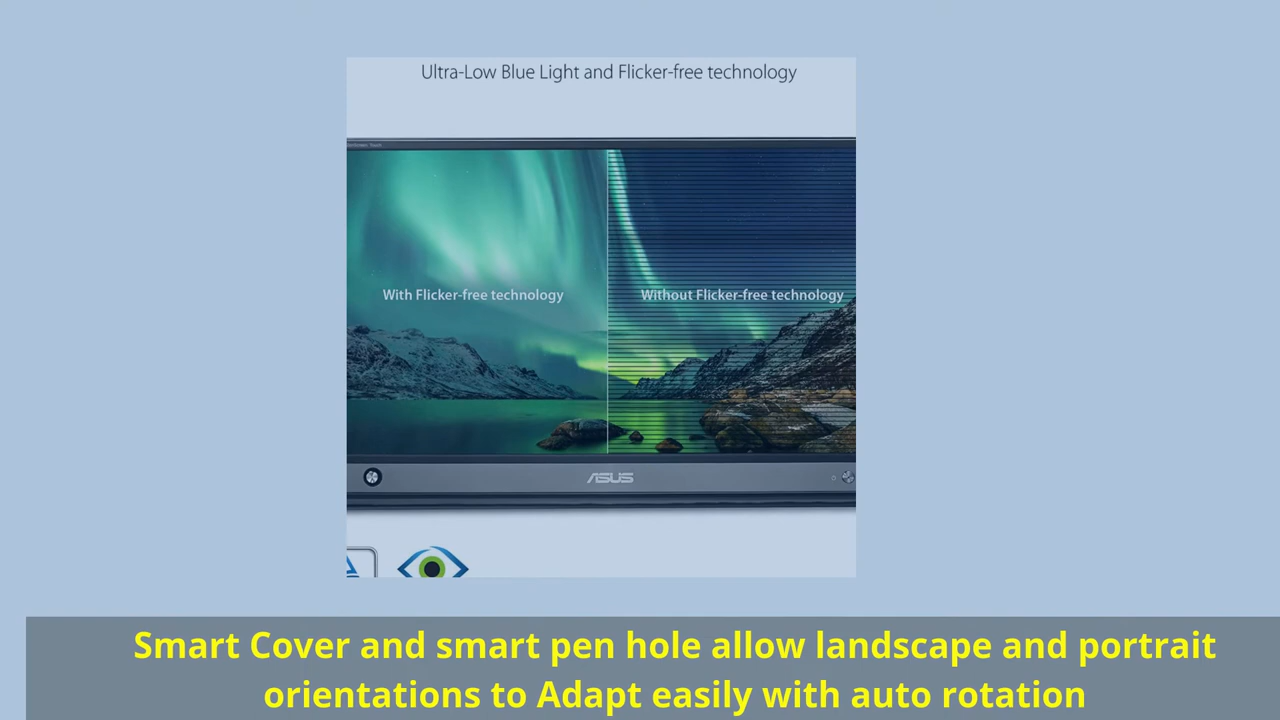 Ultra-Low Blue Light and Flicker-free technology
With Flicker-free technology
Without Flicker-free technology
ASUS
Smart Cover and smart pen hole allow landscape and portrait
orientations to Adapt easily with auto rotation